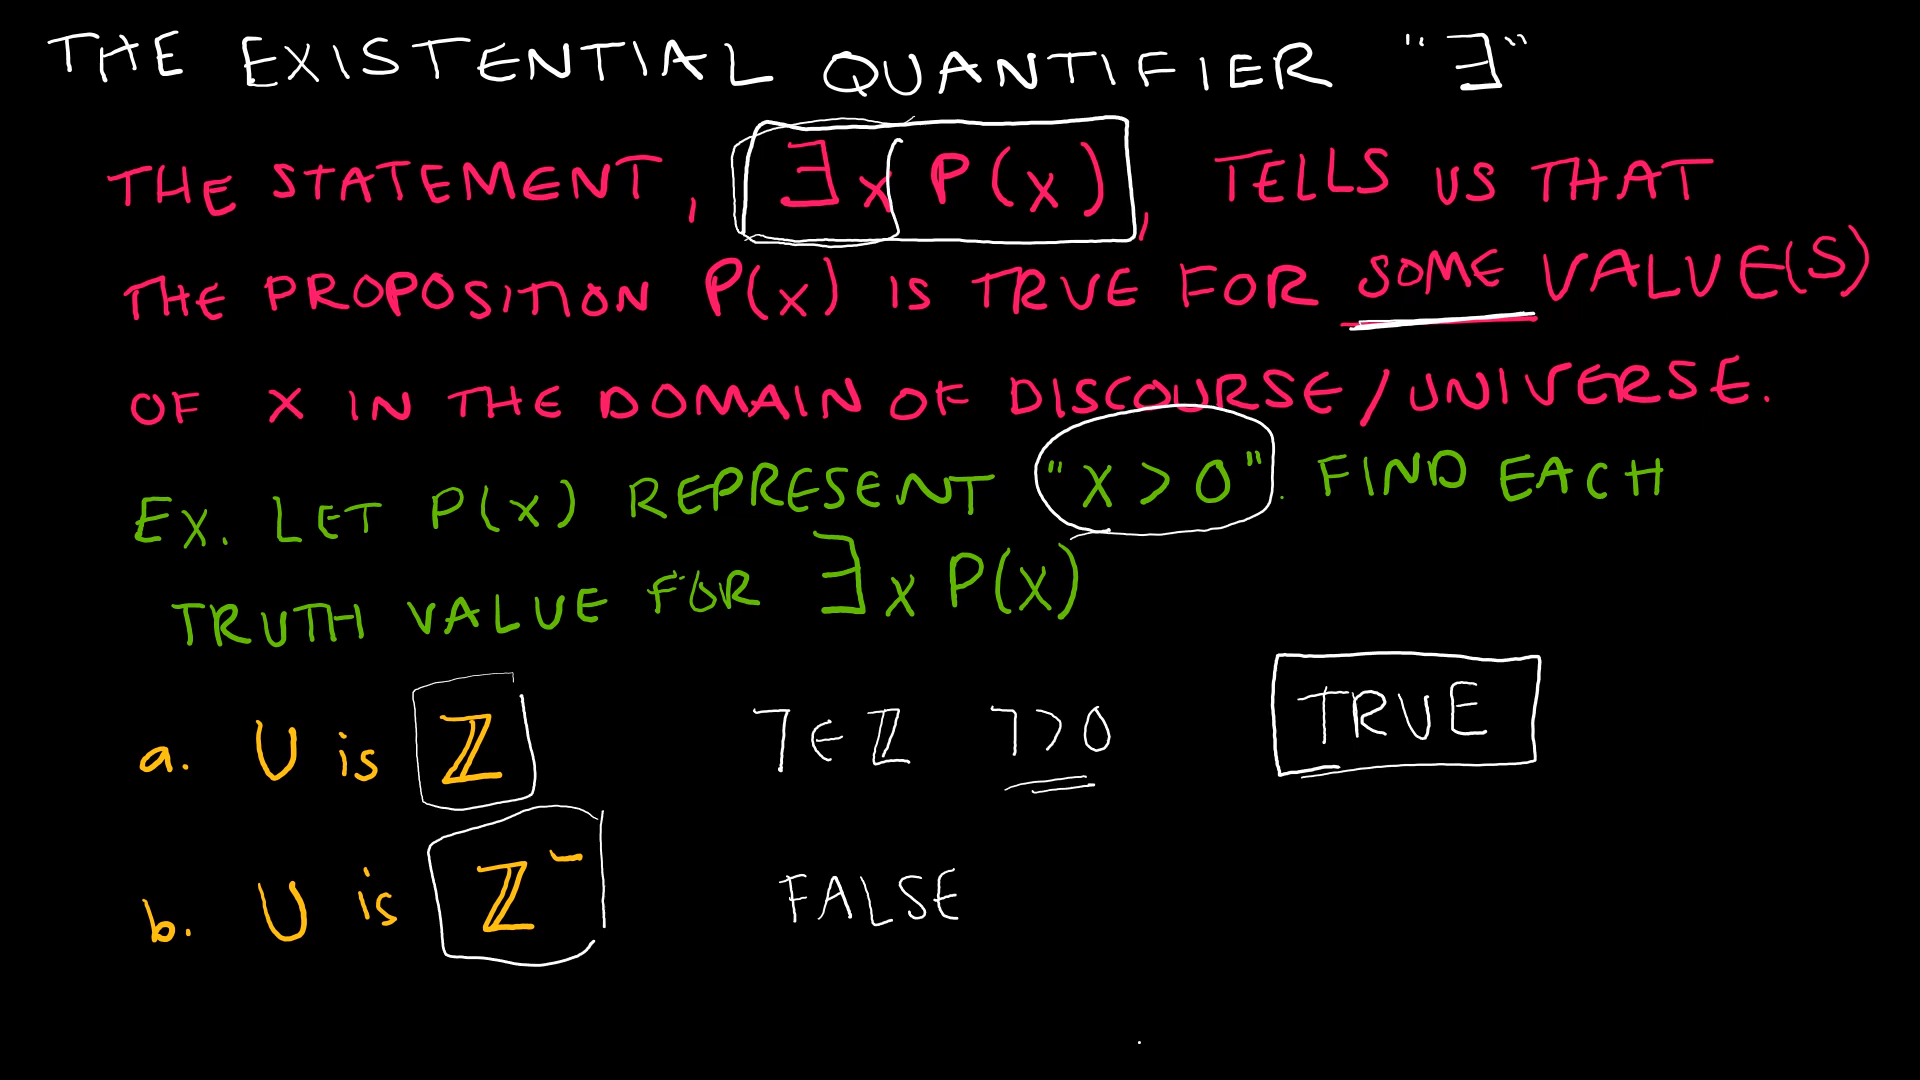 THE EXISTENTIAL QUANTIFIER "∃"
THE STATEMENT, ∃x P(x), TELLS US THAT
THE PROPOSITION P(x) IS TRUE FOR SOME VALUE(S)
OF X IN THE DOMAIN OF DISCOURSE/UNIVERSE.
EX. LET P(x) REPRESENT "X > 0". FIND EACH
TRUTH VALUE FOR ∃x P(x)
a. U is ℤ 7∈ℤ 7>0 TRUE
b. U is ℤ⁻ FALSE